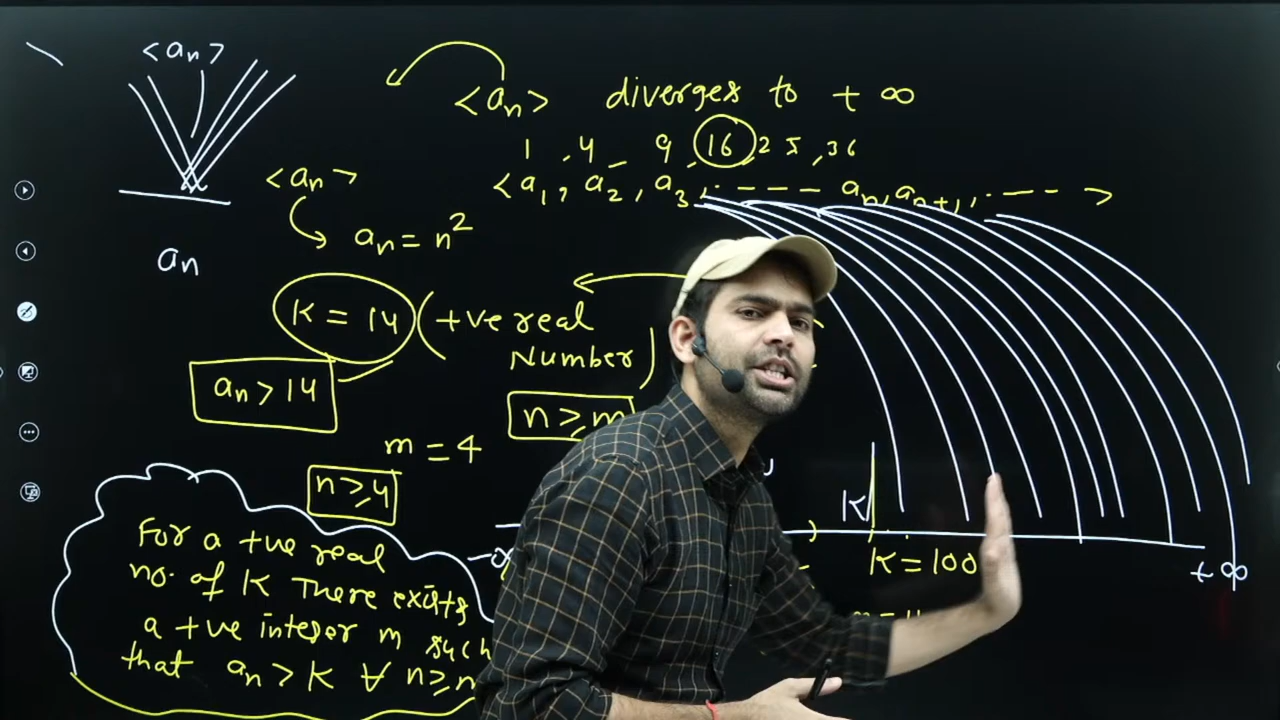 <an>
<an> diverges to + ∞
1 , 4 , 9 , 16 , 25 , 36
<a1, a2, a3, ---- an, an+1, --- >
<an>
an = n²
an
K = 14 (+ve real
Number)
an > 14
n ≥ m
m = 4
n ≥ 4
K
-∞
+ ∞
K = 100
For a +ve real
no. of K There exists
a +ve integer m such
that an > K ∀ n ≥ m